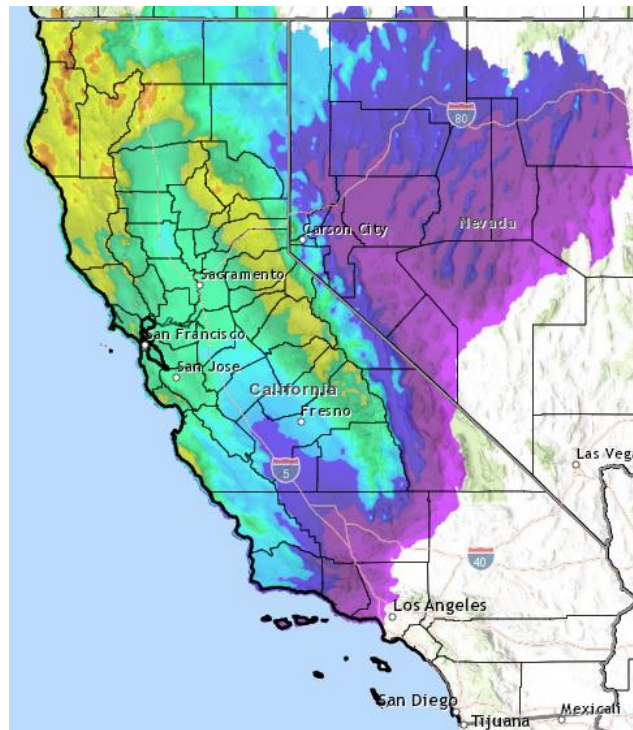 80
Nevada
Carson City
Sacramento
San Francisco
San Jose
California
Fresno
5
Las Vega
40
Los Angeles
San Diego
Mexicali
Tijuana